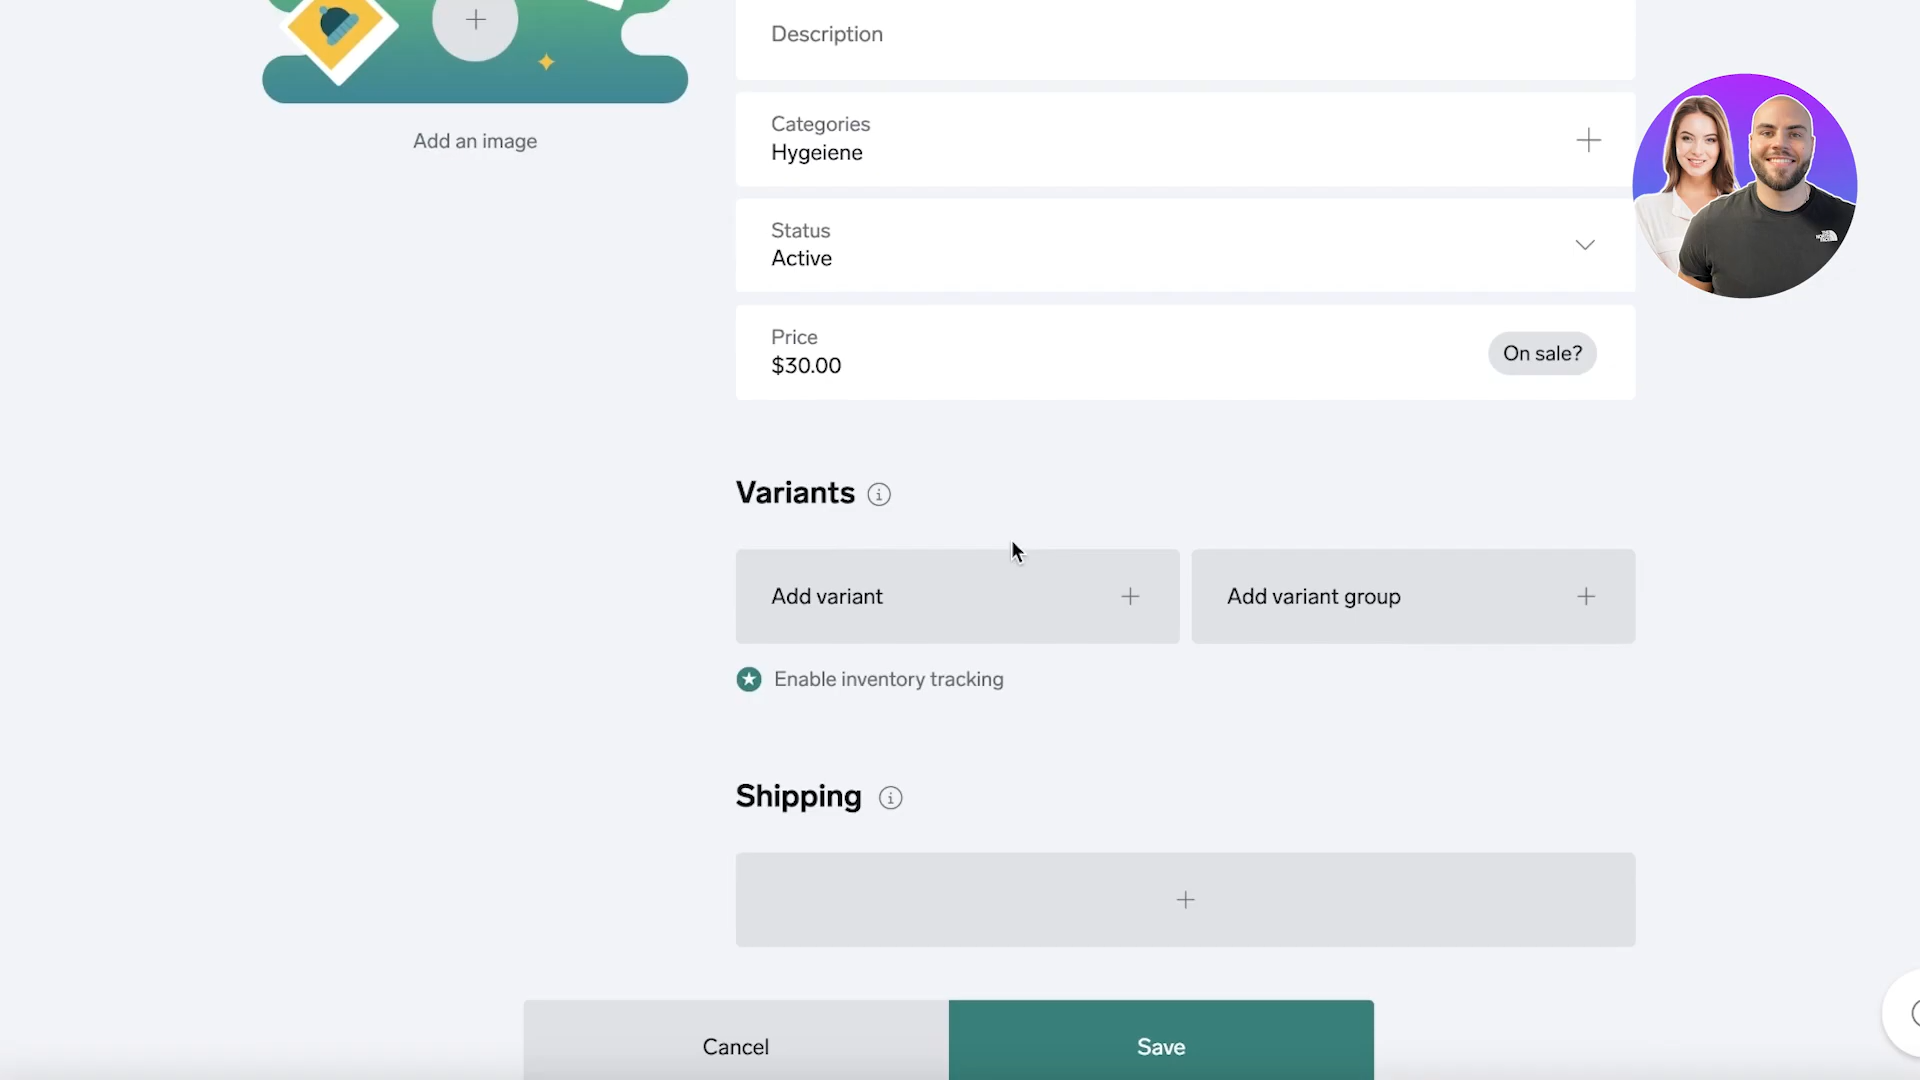 Description
Add an image
Categories
Hygeiene
Status
Active
Price
$30.00
On sale?
Variants
Add variant
Add variant group
Enable inventory tracking
Shipping
Cancel
Save